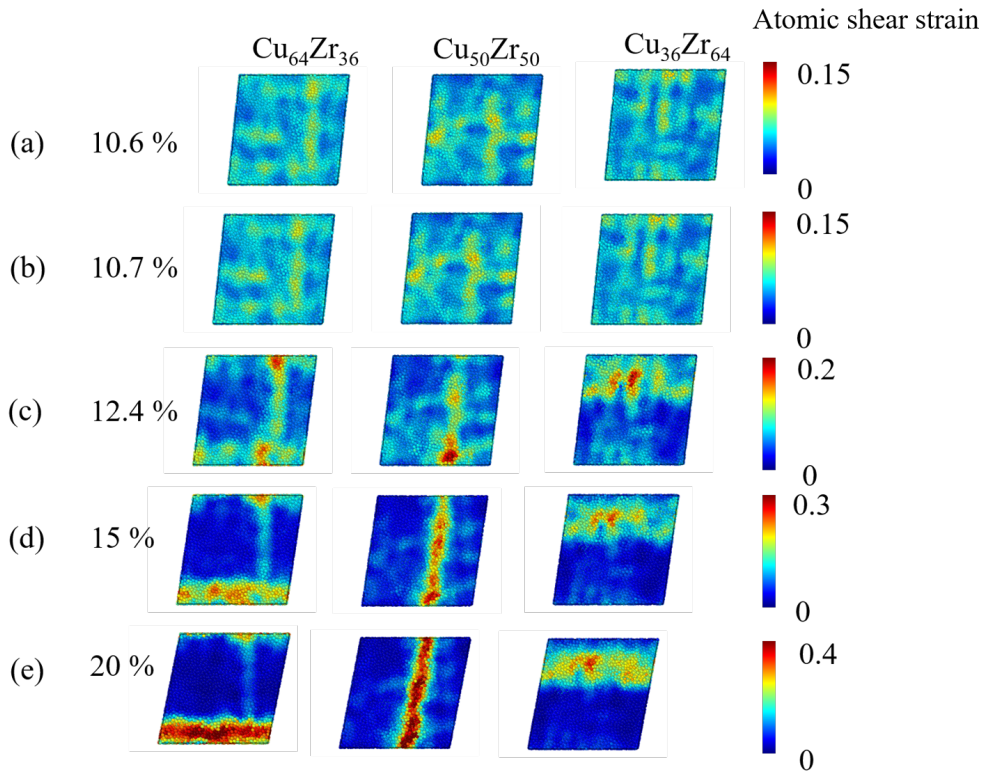 Atomic shear strain
Cu64Zr36 Cu50Zr50 Cu36Zr64
0.15
(a) 10.6 %
0
0.15
(b) 10.7 %
0
0.2
(c) 12.4 %
0
0.3
(d) 15 %
0
0.4
(e) 20 %
0